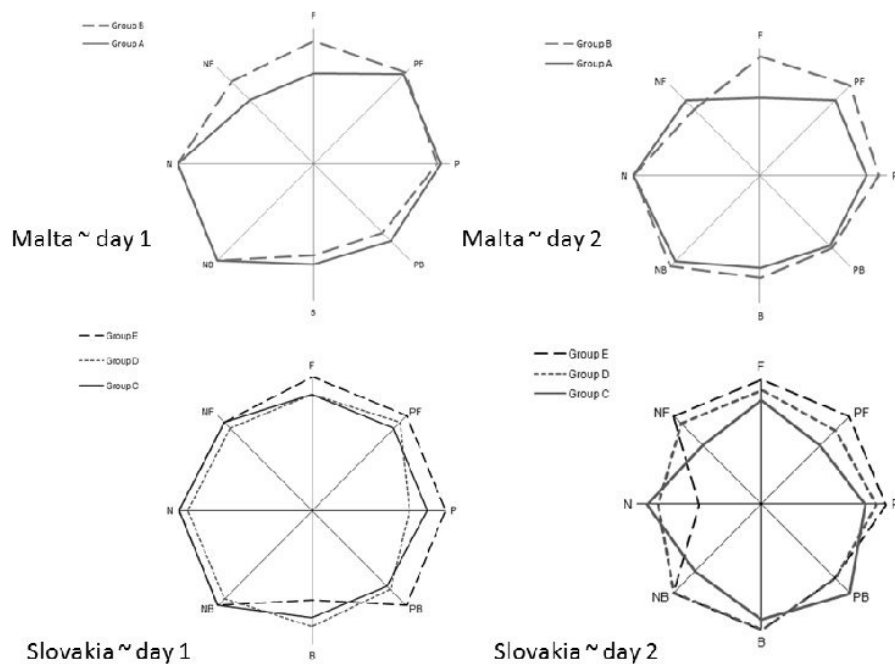 Group B
Group A
F
NF
PF
N
P
NB
PB
B
Malta ~ day 1
Group B
Group A
F
NF
PF
N
P
NB
PB
B
Malta ~ day 2
Group E
Group D
Group C
F
NF
PF
N
P
NB
PB
B
Slovakia ~ day 1
Group E
Group D
Group C
F
NF
PF
N
P
NB
PB
B
Slovakia ~ day 2